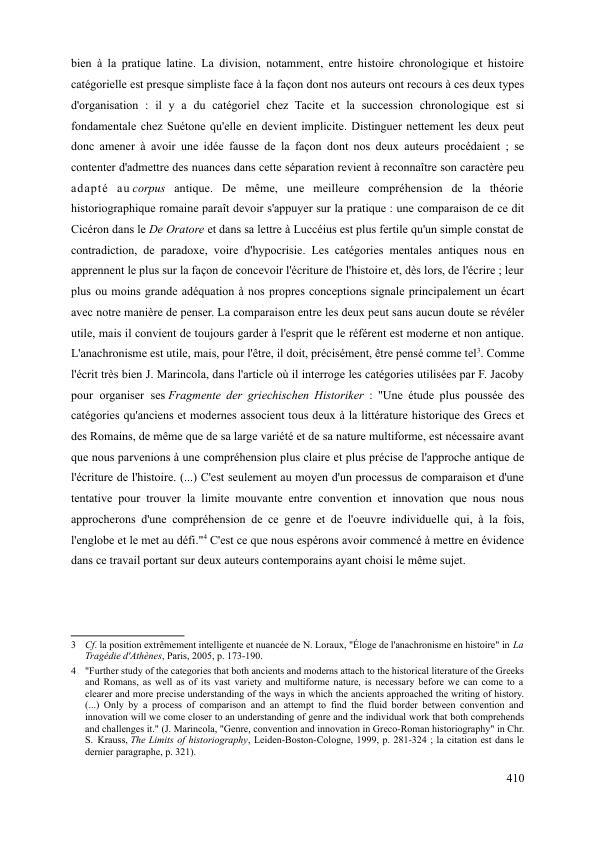 bien à la pratique latine. La division, notamment, entre histoire chronologique et histoire
catégorielle est presque simpliste face à la façon dont nos auteurs ont recours à ces deux types
d'organisation : il y a du catégoriel chez Tacite et la succession chronologique est si
fondamentale chez Suétone qu'elle en devient implicite. Distinguer nettement les deux peut
donc amener à avoir une idée fausse de la façon dont nos deux auteurs procédaient ; se
contenter d'admettre des nuances dans cette séparation revient à reconnaître son caractère peu
adapté au corpus antique. De même, une meilleure compréhension de la théorie
historiographique romaine paraît devoir s'appuyer sur la pratique : une comparaison de ce dit
Cicéron dans le De Oratore et dans sa lettre à Luccéius est plus fertile qu'un simple constat de
contradiction, de paradoxe, voire d'hypocrisie. Les catégories mentales antiques nous en
apprennent le plus sur la façon de concevoir l'écriture de l'histoire et, dès lors, de l'écrire ; leur
plus ou moins grande adéquation à nos propres conceptions signale principalement un écart
avec notre manière de penser. La comparaison entre les deux peut sans aucun doute se révéler
utile, mais il convient de toujours garder à l'esprit que le référent est moderne et non antique.
L'anachronisme est utile, mais, pour l'être, il doit, précisément, être pensé comme tel3. Comme
l'écrit très bien J. Marincola, dans l'article où il interroge les catégories utilisées par F. Jacoby
pour organiser ses Fragmente der griechischen Historiker : "Une étude plus poussée des
catégories qu'anciens et modernes associent tous deux à la littérature historique des Grecs et
des Romains, de même que de sa large variété et de sa nature multiforme, est nécessaire avant
que nous parvenions à une compréhension plus claire et plus précise de l'approche antique de
l'écriture de l'histoire. (...) C'est seulement au moyen d'un processus de comparaison et d'une
tentative pour trouver la limite mouvante entre convention et innovation que nous nous
approcherons d'une compréhension de ce genre et de l'oeuvre individuelle qui, à la fois,
l'englobe et le met au défi."4 C'est ce que nous espérons avoir commencé à mettre en évidence
dans ce travail portant sur deux auteurs contemporains ayant choisi le même sujet.
3 Cf. la position extrêmement intelligente et nuancée de N. Loraux, "Éloge de l'anachronisme en histoire" in La
Tragédie d'Athènes, Paris, 2005, p. 173-190.
4 "Further study of the categories that both ancients and moderns attach to the historical literature of the Greeks
and Romans, as well as of its vast variety and multiforme nature, is necessary before we can come to a
clearer and more precise understanding of the ways in which the ancients approached the writing of history.
(...) Only by a process of comparison and an attempt to find the fluid border between convention and
innovation will we come closer to an understanding of genre and the individual work that both comprehends
and challenges it." (J. Marincola, "Genre, convention and innovation in Greco-Roman historiography" in Chr.
S. Krauss, The Limits of historiography, Leiden-Boston-Cologne, 1999, p. 281-324 ; la citation est dans le
dernier paragraphe, p. 321).
410